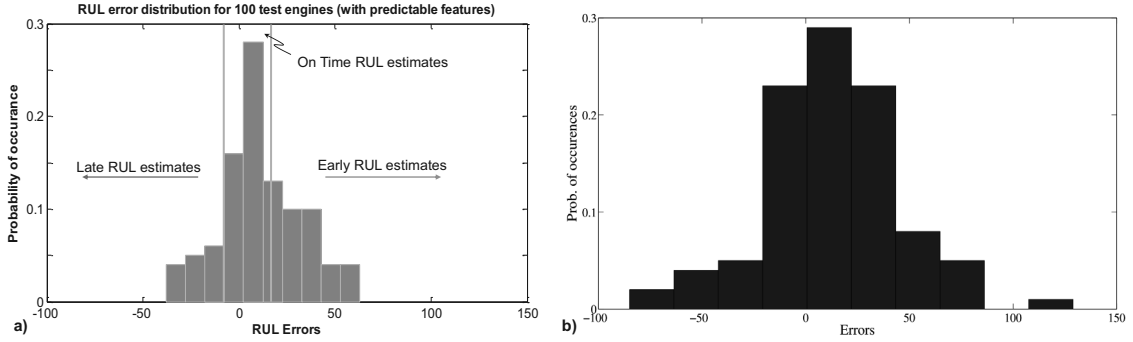 RUL error distribution for 100 test engines (with predictable features)
0.3
0.2
0.1
0
-100
-50
0
50
100
150
Probability of occurance
RUL Errors
On Time RUL estimates
Late RUL estimates
Early RUL estimates
a)
0.3
0.2
0.1
0
-100
-50
0
50
100
150
Prob. of occurences
Errors
b)